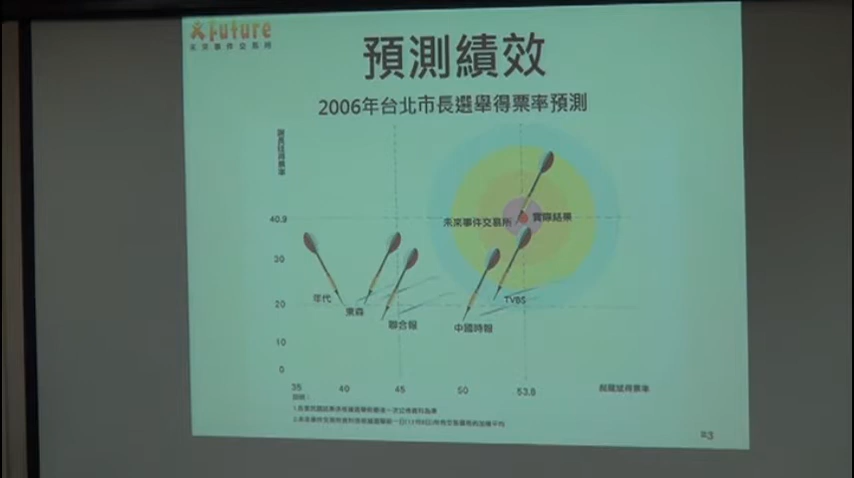 Future
未來事件交易所
預測績效
2006年台北市長選舉得票率預測
謝長廷得票率
40.9
未來事件交易所
實際結果
30
年代
20
東森
TVBS
聯合報
中國時報
10
0
35
40
45
50
53.8
郝龍斌得票率
說明：
3